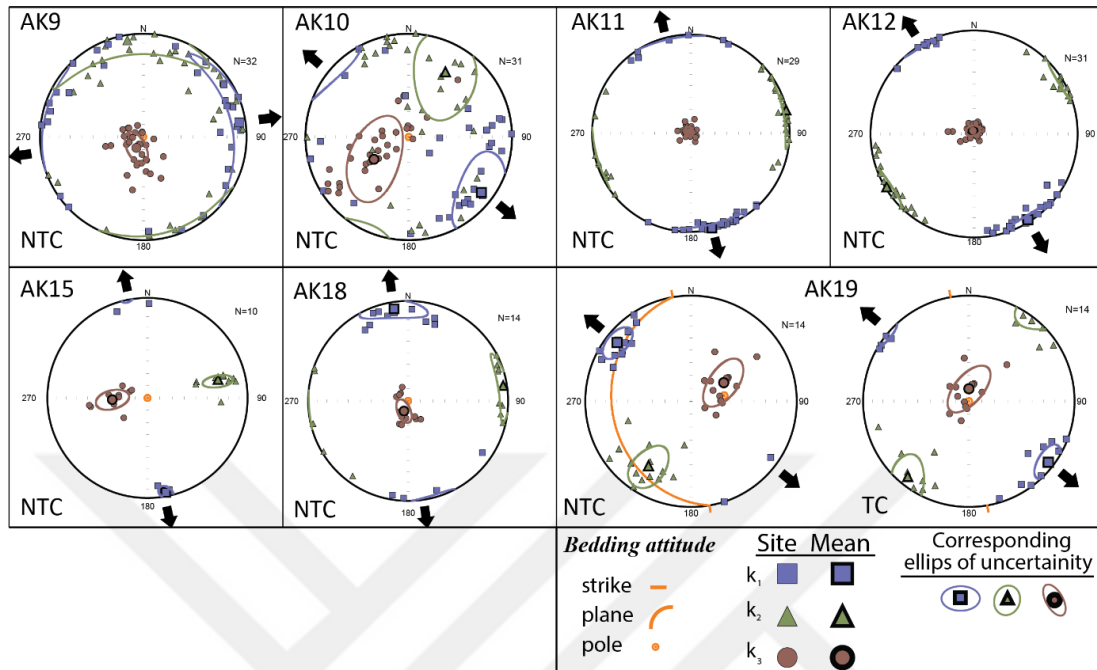 AK9
N
N=32
270
90
180
NTC
AK10
N
N=31
270
90
180
NTC
AK11
N
N=29
270
90
180
NTC
AK12
N
N=31
270
90
180
NTC
AK15
N
N=10
270
90
180
NTC
AK18
N
N=14
270
90
180
NTC
AK19
N
N=14
270
90
180
NTC
N
N=14
270
90
180
TC
Bedding attitude
strike
plane
pole
Site Mean
k1
k2
k3
Corresponding
ellips of uncertainity